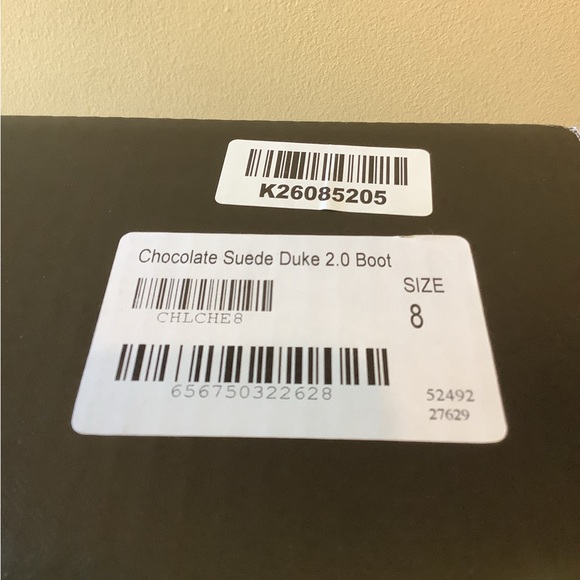 K26085205
Chocolate Suede Duke 2.0 Boot
SIZE
8
CHLCHE8
656750322628
52492
27629